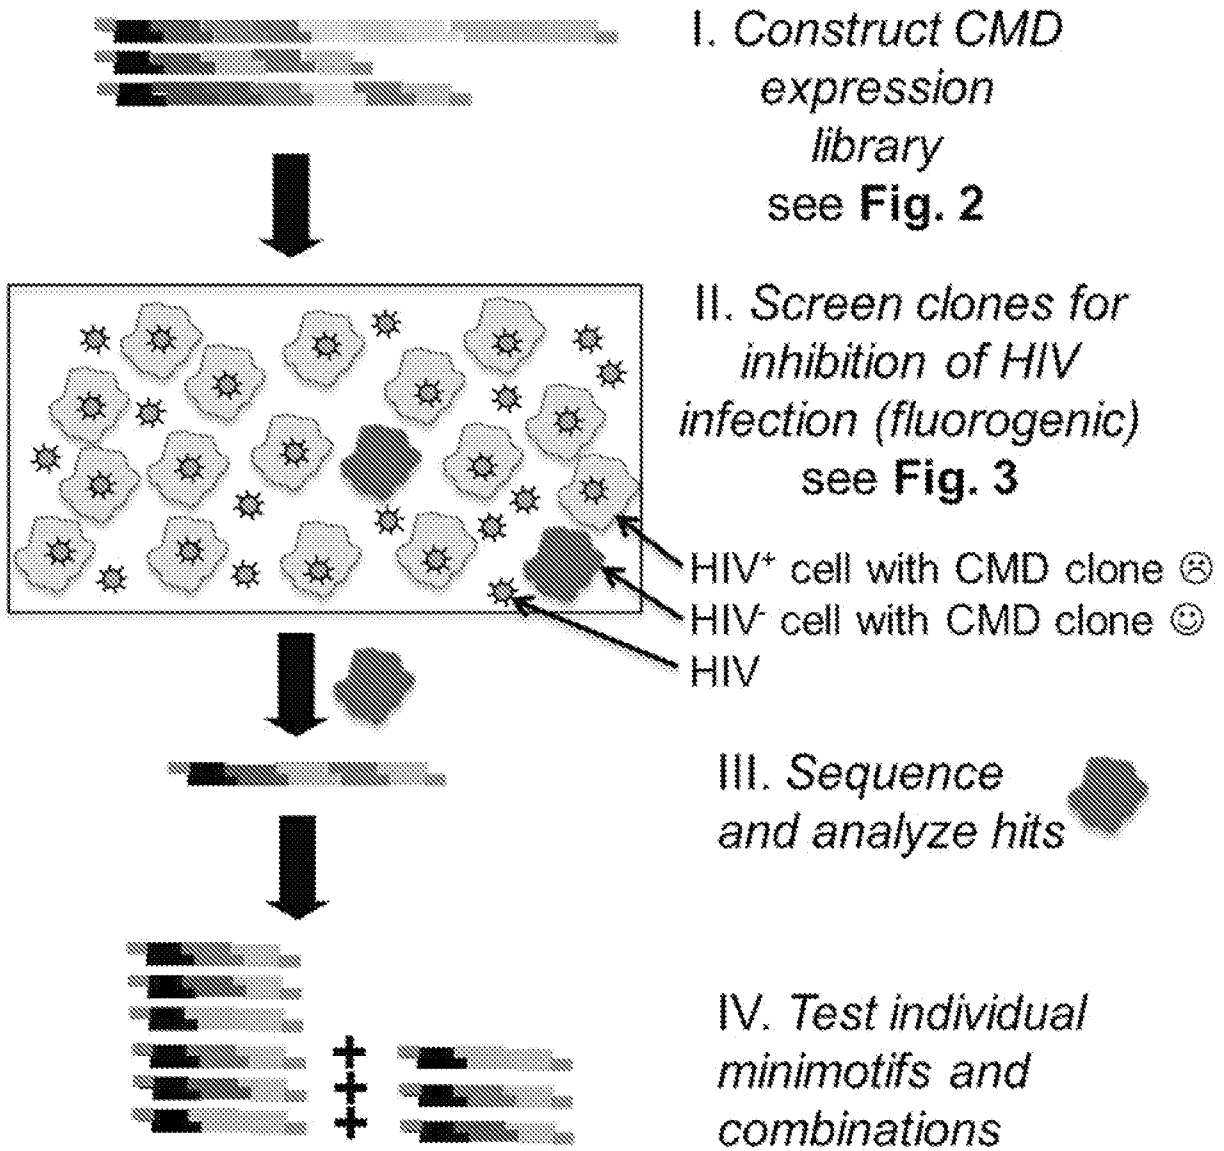 I. Construct CMD
expression
library
see Fig. 2
II. Screen clones for
inhibition of HIV
infection (fluorogenic)
see Fig. 3
HIV+ cell with CMD clone ☹
HIV- cell with CMD clone ☺
HIV
III. Sequence
and analyze hits
+
+
+
IV. Test individual
minimotifs and
combinations